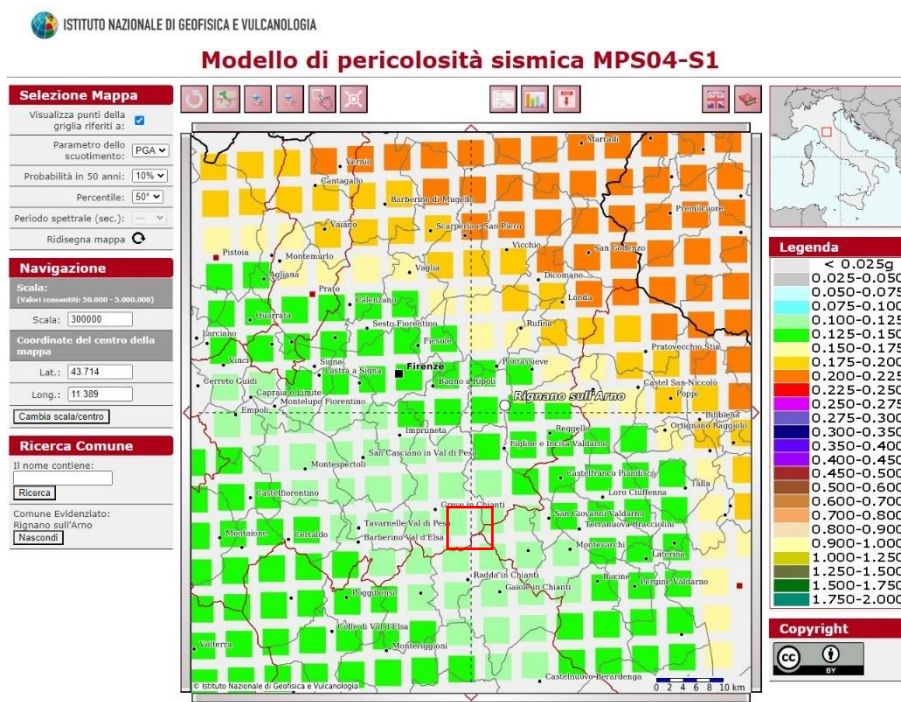 ISTITUTO NAZIONALE DI GEOFISICA E VULCANOLOGIA
Modello di pericolosità sismica MPS04-S1
Selezione Mappa
Visualizza punti della
griglia riferiti a:
Parametro dello
scuotimento: PGA
Probabilità in 50 anni: 10%
Percentile: 50°
Periodo spettrale (sec.): ---
Ridisegna mappa
Navigazione
Scala:
(Valori consentiti: 50.000 - 5.000.000)
Scala: 300000
Coordinate del centro della
mappa
Lat.: 43.714
Long.: 11.389
Cambia scala/centro
Ricerca Comune
Il nome contiene:
Ricerca
Comune Evidenziato:
Rignano sull'Arno
Nascondi
Marradi
Vernio
Cantagallo
Barberino di Mugello
Premilcuore
Vaiano
Scarperia e San Piero
Vicchio
San Godenzo
Pistoia
Montemurlo
Vaglia
Dicomano
Agliana
Prato
Calenzano
Londa
Quarrata
Sesto Fiorentino
Rufina
Larciano
Fiesole
Pratovecchio Stia
Vinci
Signa
Lastra a Signa
Firenze
Pontassieve
Cerreto Guidi
Bagno a Ripoli
Castel San Niccolò
Capraia e Limite
Rignano sull'Arno
Poppi
Montelupo Fiorentino
Empoli
Bibbiena
Impruneta
Reggello
Ortignano Raggiolo
Figline e Incisa Valdarno
San Casciano in Val di Pesa
Montespertoli
Castelfranco Piandiscò
Talla
Castelfiorentino
Loro Ciuffenna
Greve in Chianti
San Giovanni Valdarno
Tavarnelle Val di Pesa
Terranuova Bracciolini
Montaione
Certaldo
Barberino Val d'Elsa
Montevarchi
Laterina
Radda in Chianti
Bucine
Pergine Valdarno
Poggibonsi
Gaiole in Chianti
Colle di Val d'Elsa
Volterra
Monteriggioni
Castelnuovo Berardenga
© Istituto Nazionale di Geofisica e Vulcanologia
0 2 4 6 8 10 km
Legenda
< 0.025g
0.025-0.050
0.050-0.075
0.075-0.100
0.100-0.125
0.125-0.150
0.150-0.175
0.175-0.200
0.200-0.225
0.225-0.250
0.250-0.275
0.275-0.300
0.300-0.350
0.350-0.400
0.400-0.450
0.450-0.500
0.500-0.600
0.600-0.700
0.700-0.800
0.800-0.900
0.900-1.000
1.000-1.250
1.250-1.500
1.500-1.750
1.750-2.000
Copyright
cc
BY